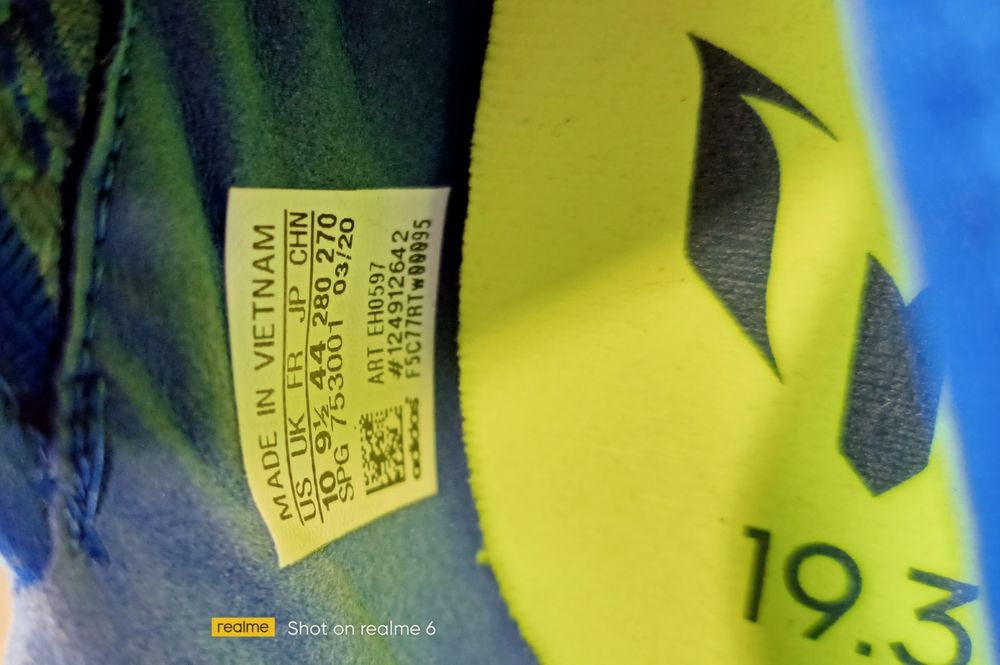 MADE IN VIETNAM
US UK FR JP CHN
10 9½ 44 280 270
SPG 753001 03/20
ART EH0597
#124912642
F5C77RTW00095
adidas
19.3
realme Shot on realme 6